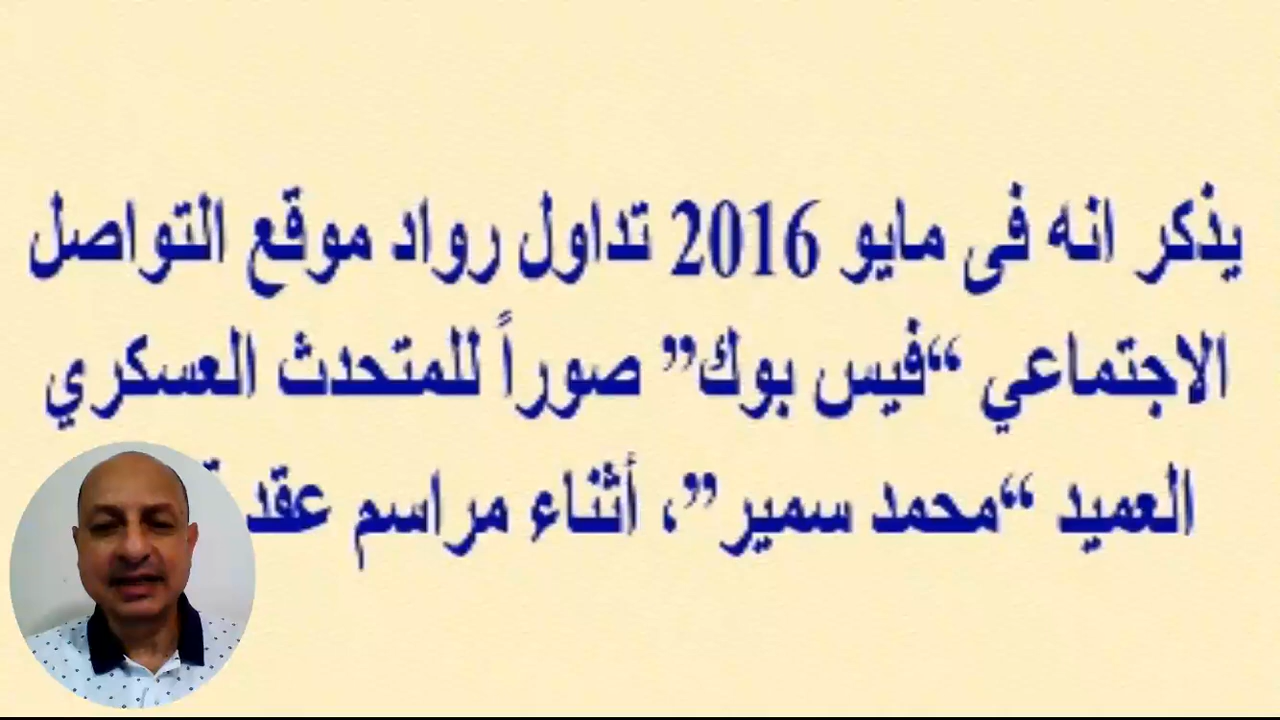 يذكر انه فى مايو 2016 تداول رواد موقع التواصل
الاجتماعي “فيس بوك” صوراً للمتحدث العسكري
العميد “محمد سمير”، أثناء مراسم عقد